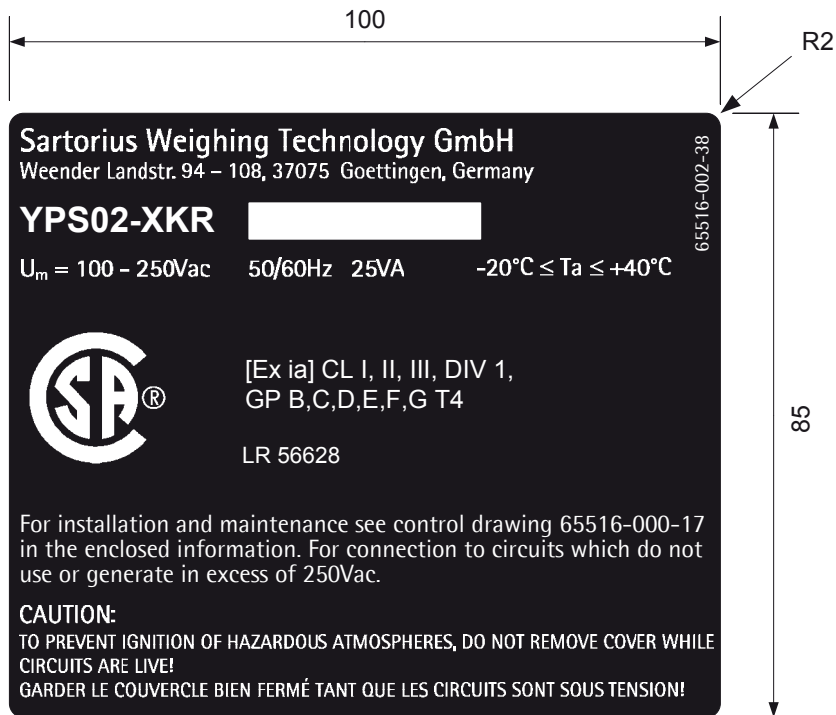 100
R2
Sartorius Weighing Technology GmbH
Weender Landstr. 94 – 108, 37075 Goettingen, Germany
65516-002-38
YPS02-XKR
Um = 100 – 250Vac 50/60Hz 25VA -20°C ≤ Ta ≤ +40°C
CSA®
[Ex ia] CL I, II, III, DIV 1,
GP B,C,D,E,F,G T4
LR 56628
85
For installation and maintenance see control drawing 65516-000-17
in the enclosed information. For connection to circuits which do not
use or generate in excess of 250Vac.
CAUTION:
TO PREVENT IGNITION OF HAZARDOUS ATMOSPHERES, DO NOT REMOVE COVER WHILE
CIRCUITS ARE LIVE!
GARDER LE COUVERCLE BIEN FERMÉ TANT QUE LES CIRCUITS SONT SOUS TENSION!